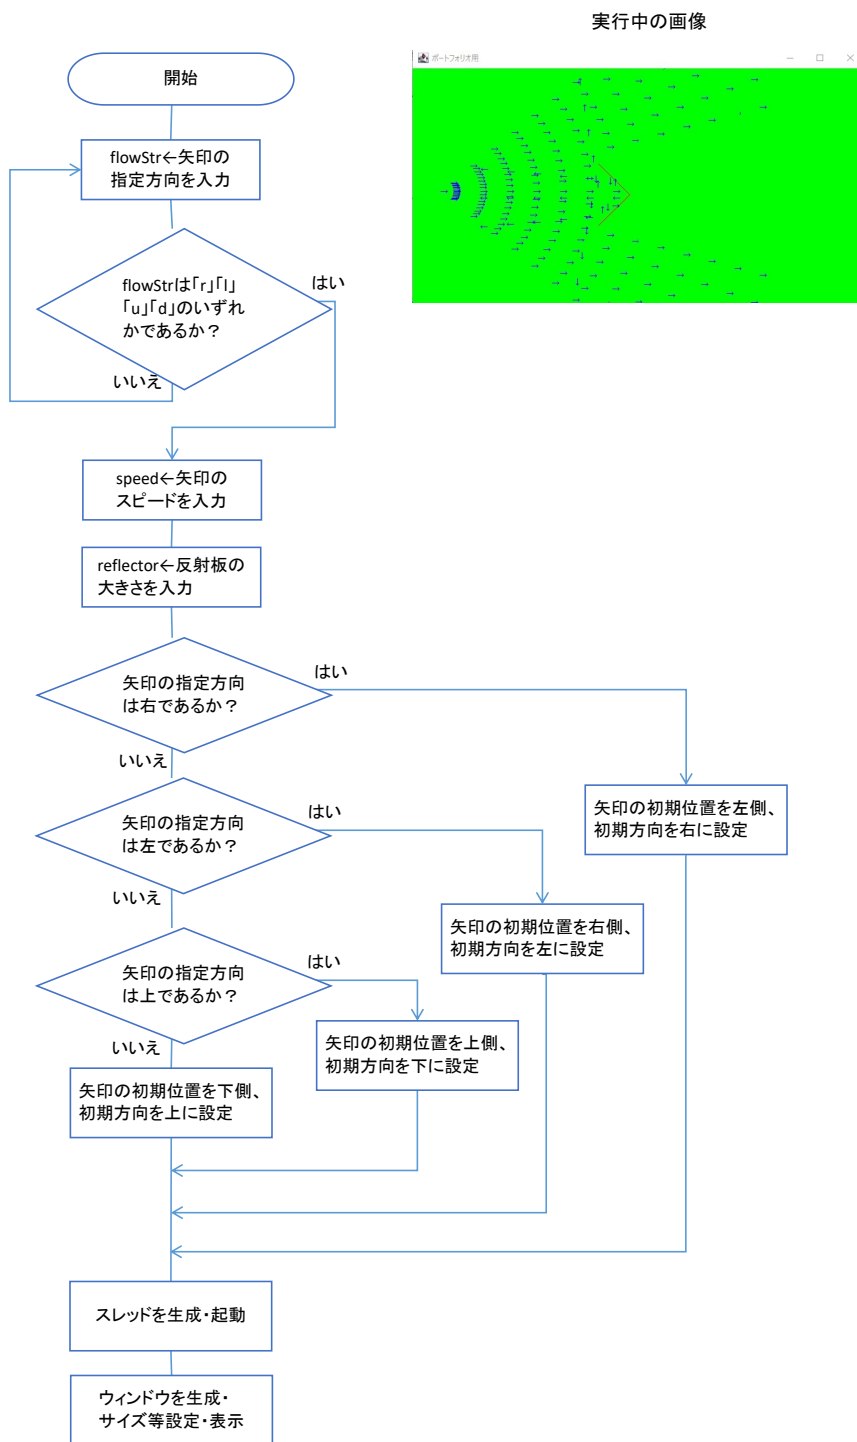 実行中の画像
ポートフォリオ用
開始
flowStr←矢印の
指定方向を入力
flowStrは「r」「l」
「u」「d」のいずれ
かであるか？
はい
いいえ
speed←矢印の
スピードを入力
reflector←反射板の
大きさを入力
矢印の指定方向
は右であるか？
はい
いいえ
矢印の初期位置を左側、
初期方向を右に設定
矢印の指定方向
は左であるか？
はい
いいえ
矢印の初期位置を右側、
初期方向を左に設定
矢印の指定方向
は上であるか？
はい
いいえ
矢印の初期位置を上側、
初期方向を下に設定
矢印の初期位置を下側、
初期方向を上に設定
スレッドを生成・起動
ウィンドウを生成・
サイズ等設定・表示